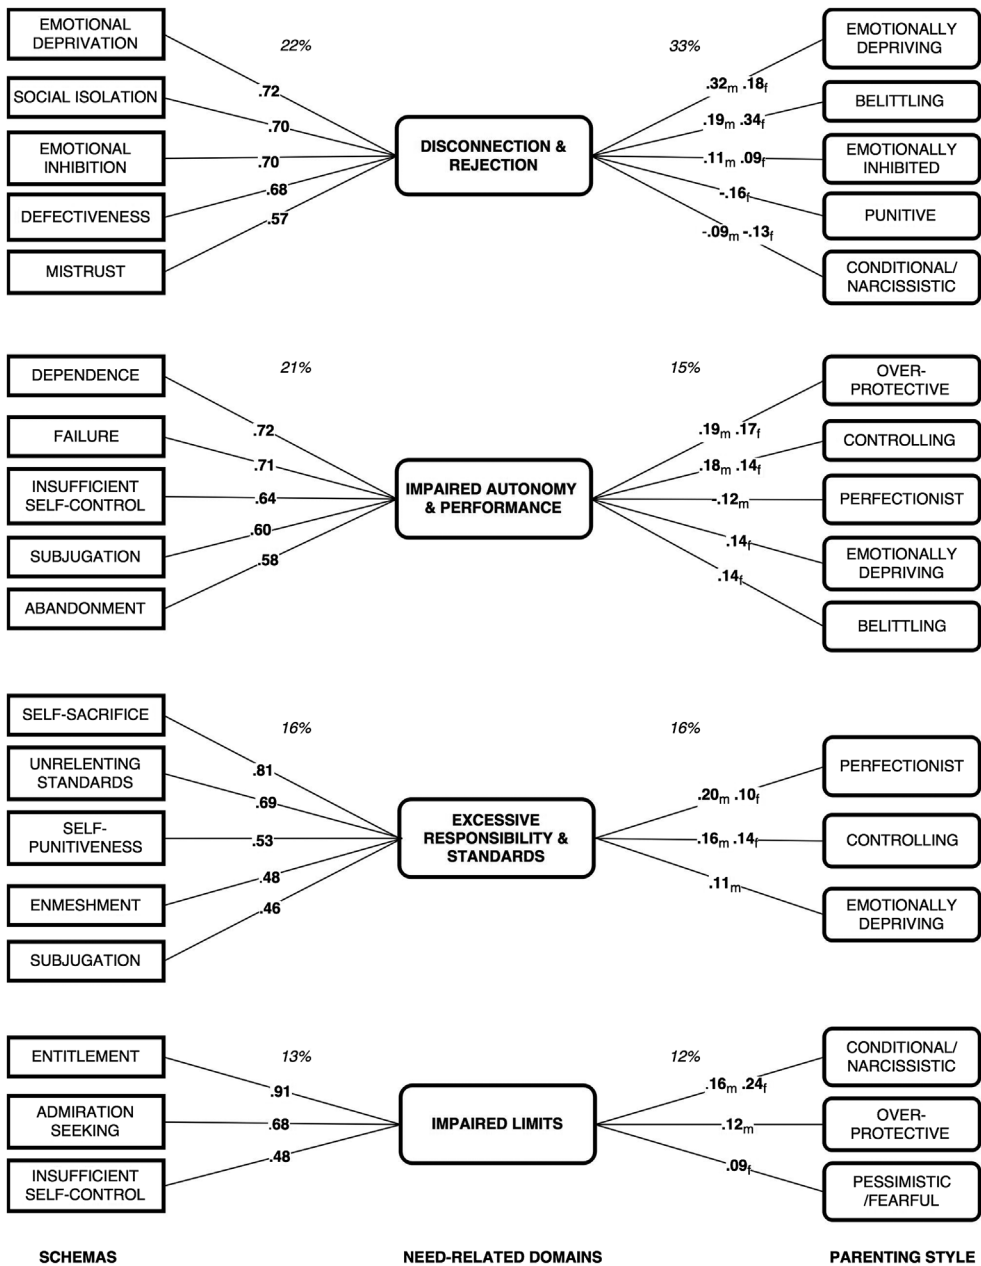 EMOTIONAL
DEPRIVATION
22%
33%
EMOTIONALLY
DEPRIVING
.72
.32m .18f
SOCIAL ISOLATION
BELITTLING
.70
.19m .34f
DISCONNECTION &
REJECTION
EMOTIONAL
INHIBITION
.70
.11m .09f
EMOTIONALLY
INHIBITED
.68
-.16f
DEFECTIVENESS
PUNITIVE
.57
-.09m -.13f
MISTRUST
CONDITIONAL/
NARCISSISTIC
DEPENDENCE
21%
15%
OVER-
PROTECTIVE
.72
.19m .17f
FAILURE
CONTROLLING
.71
.18m .14f
INSUFFICIENT
SELF-CONTROL
.64
IMPAIRED AUTONOMY
& PERFORMANCE
-.12m
PERFECTIONIST
.60
.14f
SUBJUGATION
EMOTIONALLY
DEPRIVING
.58
.14f
ABANDONMENT
BELITTLING
SELF-SACRIFICE
16%
16%
PERFECTIONIST
.81
.20m .10f
UNRELENTING
STANDARDS
.69
SELF-
PUNITIVENESS
.53
EXCESSIVE
RESPONSIBILITY &
STANDARDS
.16m .14f
CONTROLLING
.48
.11m
ENMESHMENT
EMOTIONALLY
DEPRIVING
.46
SUBJUGATION
ENTITLEMENT
13%
12%
CONDITIONAL/
NARCISSISTIC
.91
.16m .24f
ADMIRATION
SEEKING
.68
IMPAIRED LIMITS
.12m
OVER-
PROTECTIVE
.48
.09f
INSUFFICIENT
SELF-CONTROL
PESSIMISTIC
/FEARFUL
SCHEMAS
NEED-RELATED DOMAINS
PARENTING STYLE